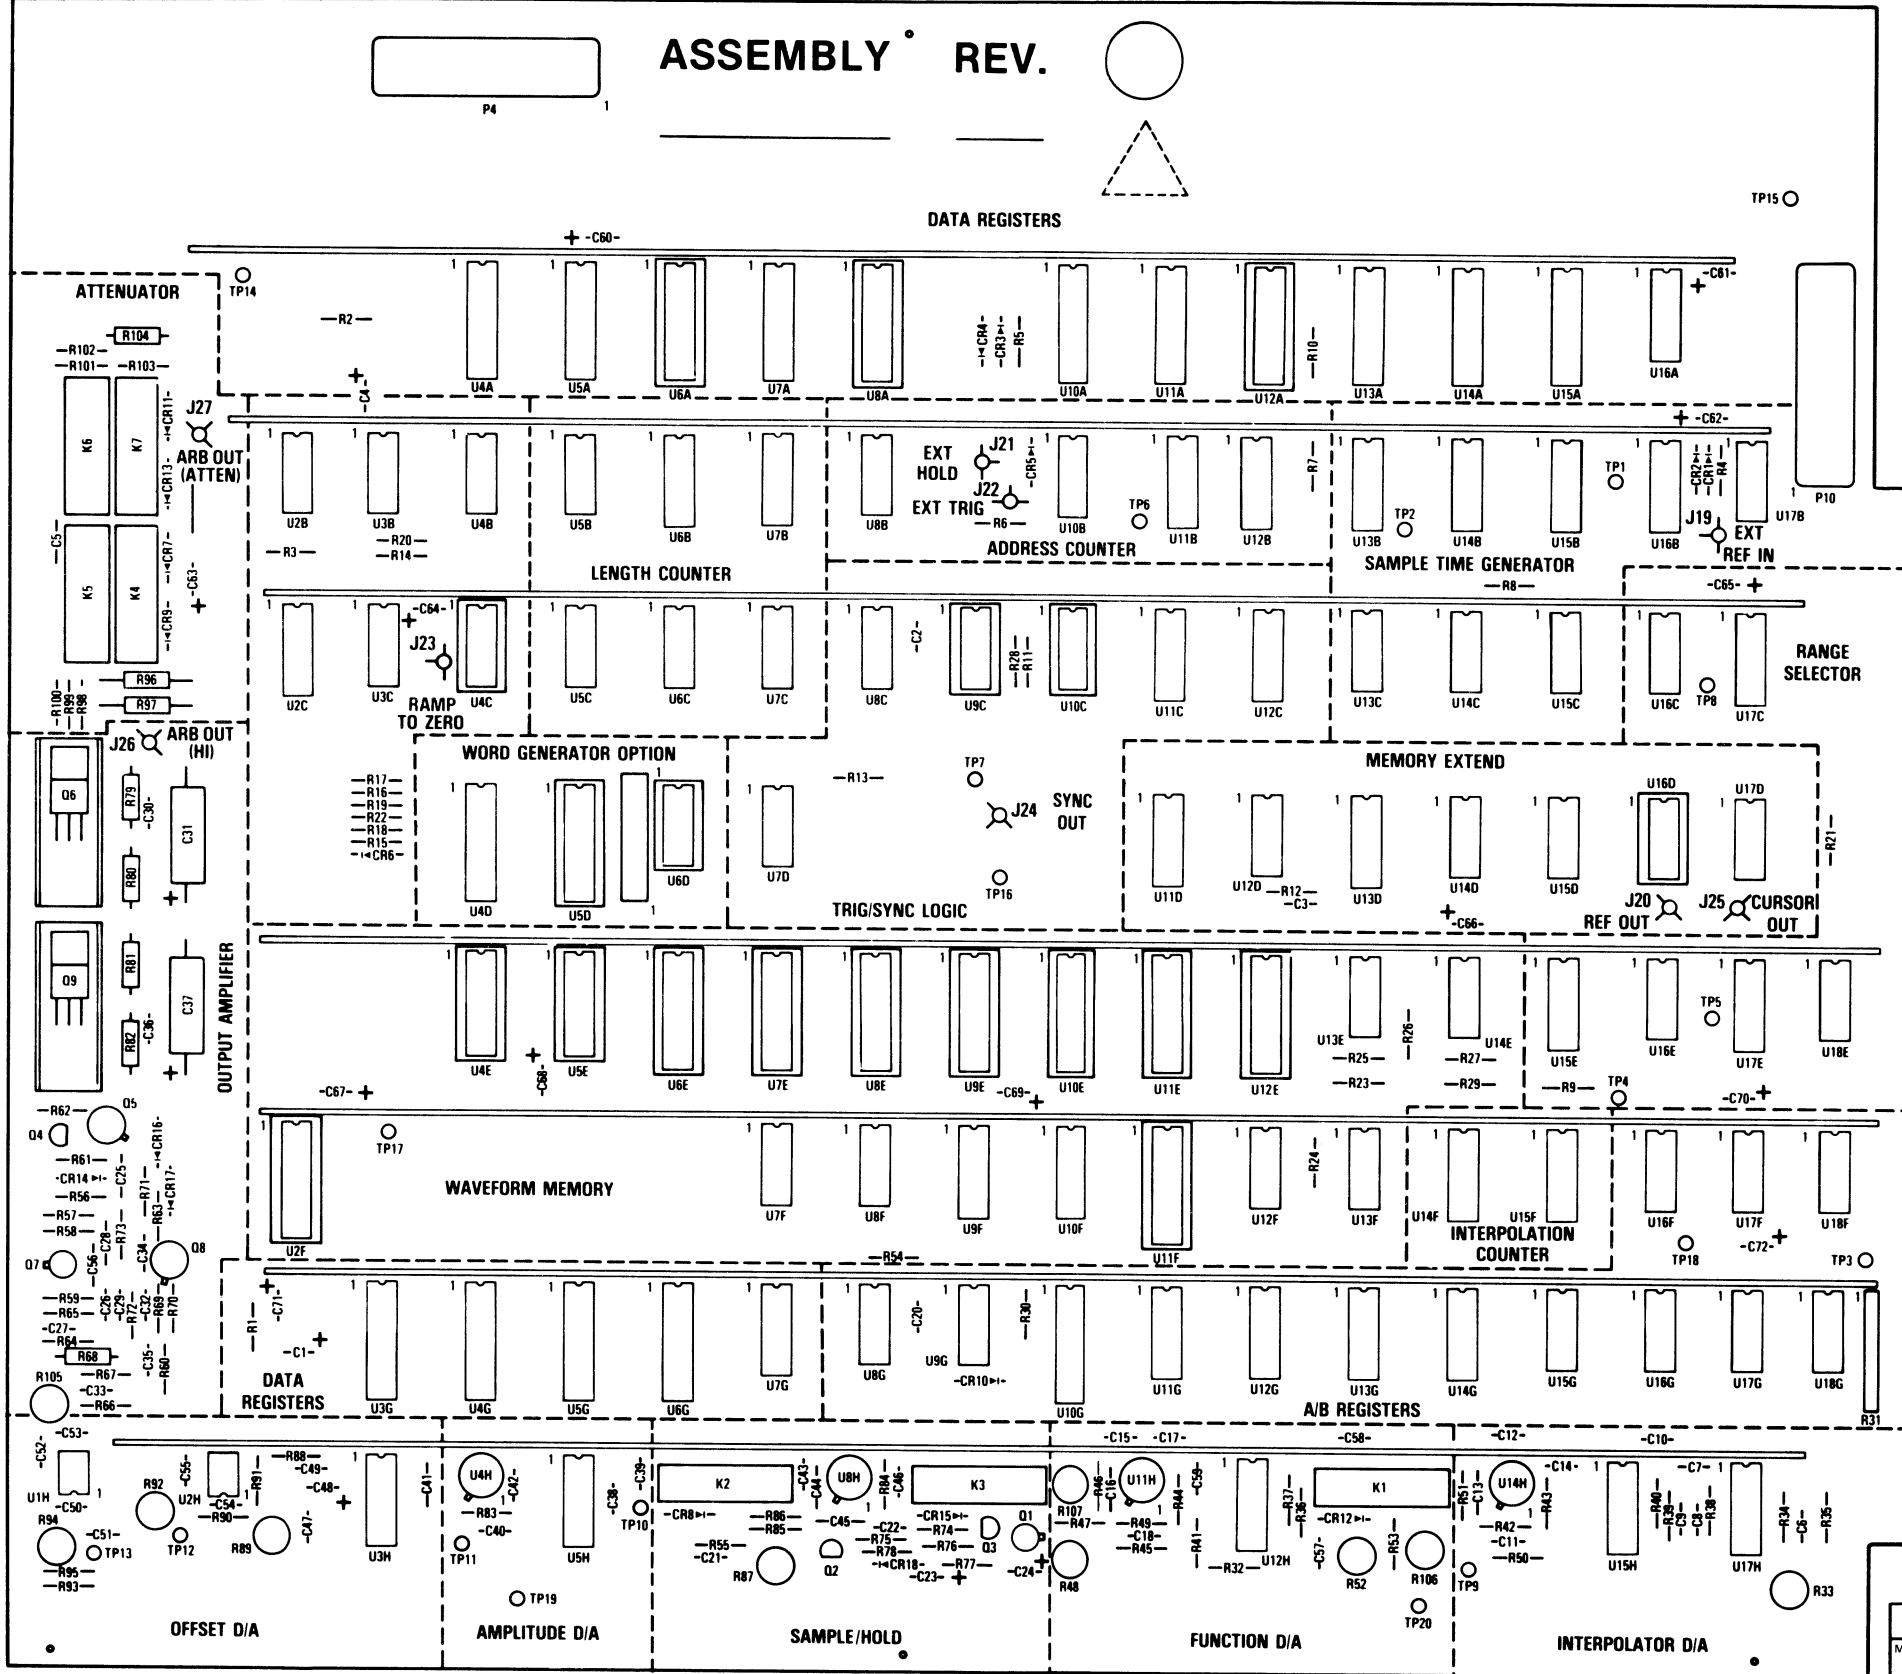 ASSEMBLY REV.
P4
1
TP15
DATA REGISTERS
+ -C60-
-C61-
+
ATTENUATOR
TP14
R2
R104
R102
R101 R103
CR4 CR3 R5
R10
1 1 1 1 1 1 1 1 1 1 1 1
U4A U5A U6A U7A U8A U10A U11A U12A U13A U14A U15A U16A
+
C4
J27
ARB OUT
(ATTEN)
K6 K7
CR11
CR13
+ -C62-
EXT
HOLD
J21
CR5
J22
EXT TRIG
R6
R7
TP6
TP2
TP1
CR2 CR1 R4
J19
EXT
REF IN
P10
1
U2B U3B U4B U5B U6B U7B U8B U10B U11B U12B U13B U14B U15B U16B U17B
R20
R3 R14
C5
CR7
C63
+
K5 K4
CR9
LENGTH COUNTER
ADDRESS COUNTER
SAMPLE TIME GENERATOR
R8
-C65- +
-C64-
+
J23
RAMP
TO ZERO
C2
R28 R11
RANGE
SELECTOR
TP8
U2C U3C U4C U5C U6C U7C U8C U9C U10C U11C U12C U13C U14C U15C U16C U17C
R96
R97
R100 R99 R98
J26
ARB OUT
(HI)
WORD GENERATOR OPTION
MEMORY EXTEND
Q6
R79
C30
C31
R80
+
R17
R16
R19
R22
R18
R15
CR6
R13
TP7
J24
SYNC
OUT
TP16
TRIG/SYNC LOGIC
U4D U5D U6D U7D U11D U12D U13D U14D U15D U16D U17D
R12
-C3-
R21
+
-C66-
J20
REF OUT
J25
CURSOR
OUT
Q9
R81
C37
R82
C36
+
OUTPUT AMPLIFIER
U4E U5E U6E U7E U8E U9E U10E U11E U12E U13E U14E U15E U16E U17E U18E
R25
R23
R26
R27
R29
R9
TP5
TP4
-C67- +
+
-C68-
-C69-
+
-C70- +
R62
Q5
Q4
R61
CR14
R56
R57
R58
C25
CR16
R71
CR17
R63
R73
C28
C34
C56
Q7
Q8
R59
R65
-C27-
R64
R68
C26 C29 R72 C32 R69 R70
C35
R60
R67
-C33-
R66
R105
TP17
WAVEFORM MEMORY
R24
INTERPOLATION
COUNTER
U2F U7F U8F U9F U10F U11F U12F U13F U14F U15F U16F U17F U18F
R54
TP18
-C72- +
TP3
+
C71
R1
+
-C1-
DATA
REGISTERS
C20
R30
-CR10-
A/B REGISTERS
U3G U4G U5G U6G U7G U8G U9G U10G U11G U12G U13G U14G U15G U16G U17G U18G
R31
-C53-
C52
U1H
-C50-
R94
-C51-
TP13
R95
R93
R92
C55
U2H
-C54-
R90
TP12
R91
R89
R88
-C49-
-C48-
+
C47
U3H
C41
OFFSET D/A
U4H
C42
R83
-C40-
TP11
U5H
C38
C39
TP10
TP19
AMPLITUDE D/A
K2
C43
C44
U8H
R84
C46
K3
-CR8-
R86
R85
-C45-
R55
-C21-
R87
Q2
-C22-
R75
R78
CR18
-CR15-
R74
R76
R77
-C23- +
Q3
Q1
+
-C24-
SAMPLE/HOLD
-C15- -C17-
R107
R46
C16
U11H
R44
C59
R47
R49
-C18-
R45
R48
R41
R32
U12H
R37
R36
-C58-
K1
-CR12-
C57
R52
R53
R106
TP20
FUNCTION D/A
-C12-
-C14-
R51
C13
U14H
R43
R42
-C11-
R50
TP9
-C10-
U15H
R40
R39
C9
C8
R38
-C7-
U17H
R34
C6
R35
R33
INTERPOLATOR D/A
M